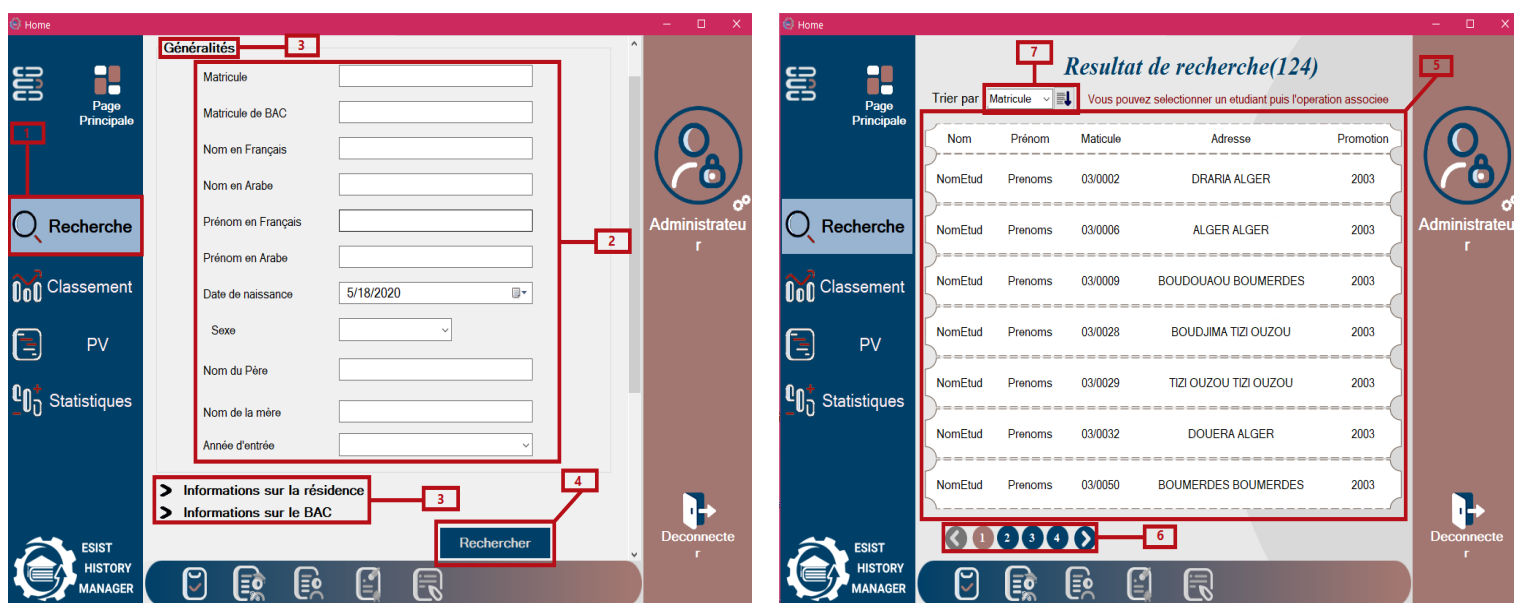 Home
Généralités
3
Matricule
Matricule de BAC
Nom en Français
Nom en Arabe
Prénom en Français
Prénom en Arabe
Date de naissance
5/18/2020
Sexe
Nom du Père
Nom de la mère
Année d'entrée
2
Informations sur la résidence
Informations sur le BAC
3
4
Rechercher
Page
Principale
1
Recherche
Classement
PV
Statistiques
ESIST
HISTORY
MANAGER
Administrateu
r
Deconnecte
r
Home
7
Resultat de recherche(124)
5
Trier par Matricule Vous pouvez selectionner un etudiant puis l'operation associee
Nom Prénom Maticule Adresse Promotion
NomEtud Prenoms 03/0002 DRARIA ALGER 2003
NomEtud Prenoms 03/0006 ALGER ALGER 2003
NomEtud Prenoms 03/0009 BOUDOUAOU BOUMERDES 2003
NomEtud Prenoms 03/0028 BOUDJIMA TIZI OUZOU 2003
NomEtud Prenoms 03/0029 TIZI OUZOU TIZI OUZOU 2003
NomEtud Prenoms 03/0032 DOUERA ALGER 2003
NomEtud Prenoms 03/0050 BOUMERDES BOUMERDES 2003
1 2 3 4
6
Page
Principale
Recherche
Classement
PV
Statistiques
ESIST
HISTORY
MANAGER
Administrateu
r
Deconnecte
r